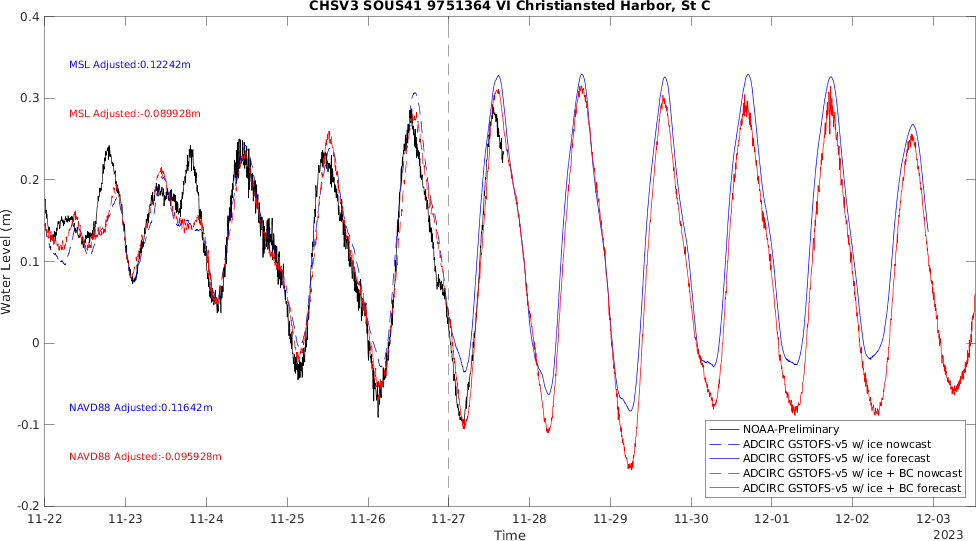 CHSV3 SOUS41 9751364 VI Christiansted Harbor, St C
0.4
0.3
0.2
0.1
0
-0.1
-0.2
Water Level (m)
MSL Adjusted:0.12242m
MSL Adjusted:-0.089928m
NAVD88 Adjusted:0.11642m
NAVD88 Adjusted:-0.095928m
NOAA-Preliminary
ADCIRC GSTOFS-v5 w/ ice nowcast
ADCIRC GSTOFS-v5 w/ ice forecast
ADCIRC GSTOFS-v5 w/ ice + BC nowcast
ADCIRC GSTOFS-v5 w/ ice + BC forecast
11-22 11-23 11-24 11-25 11-26 11-27 11-28 11-29 11-30 12-01 12-02 12-03
Time
2023